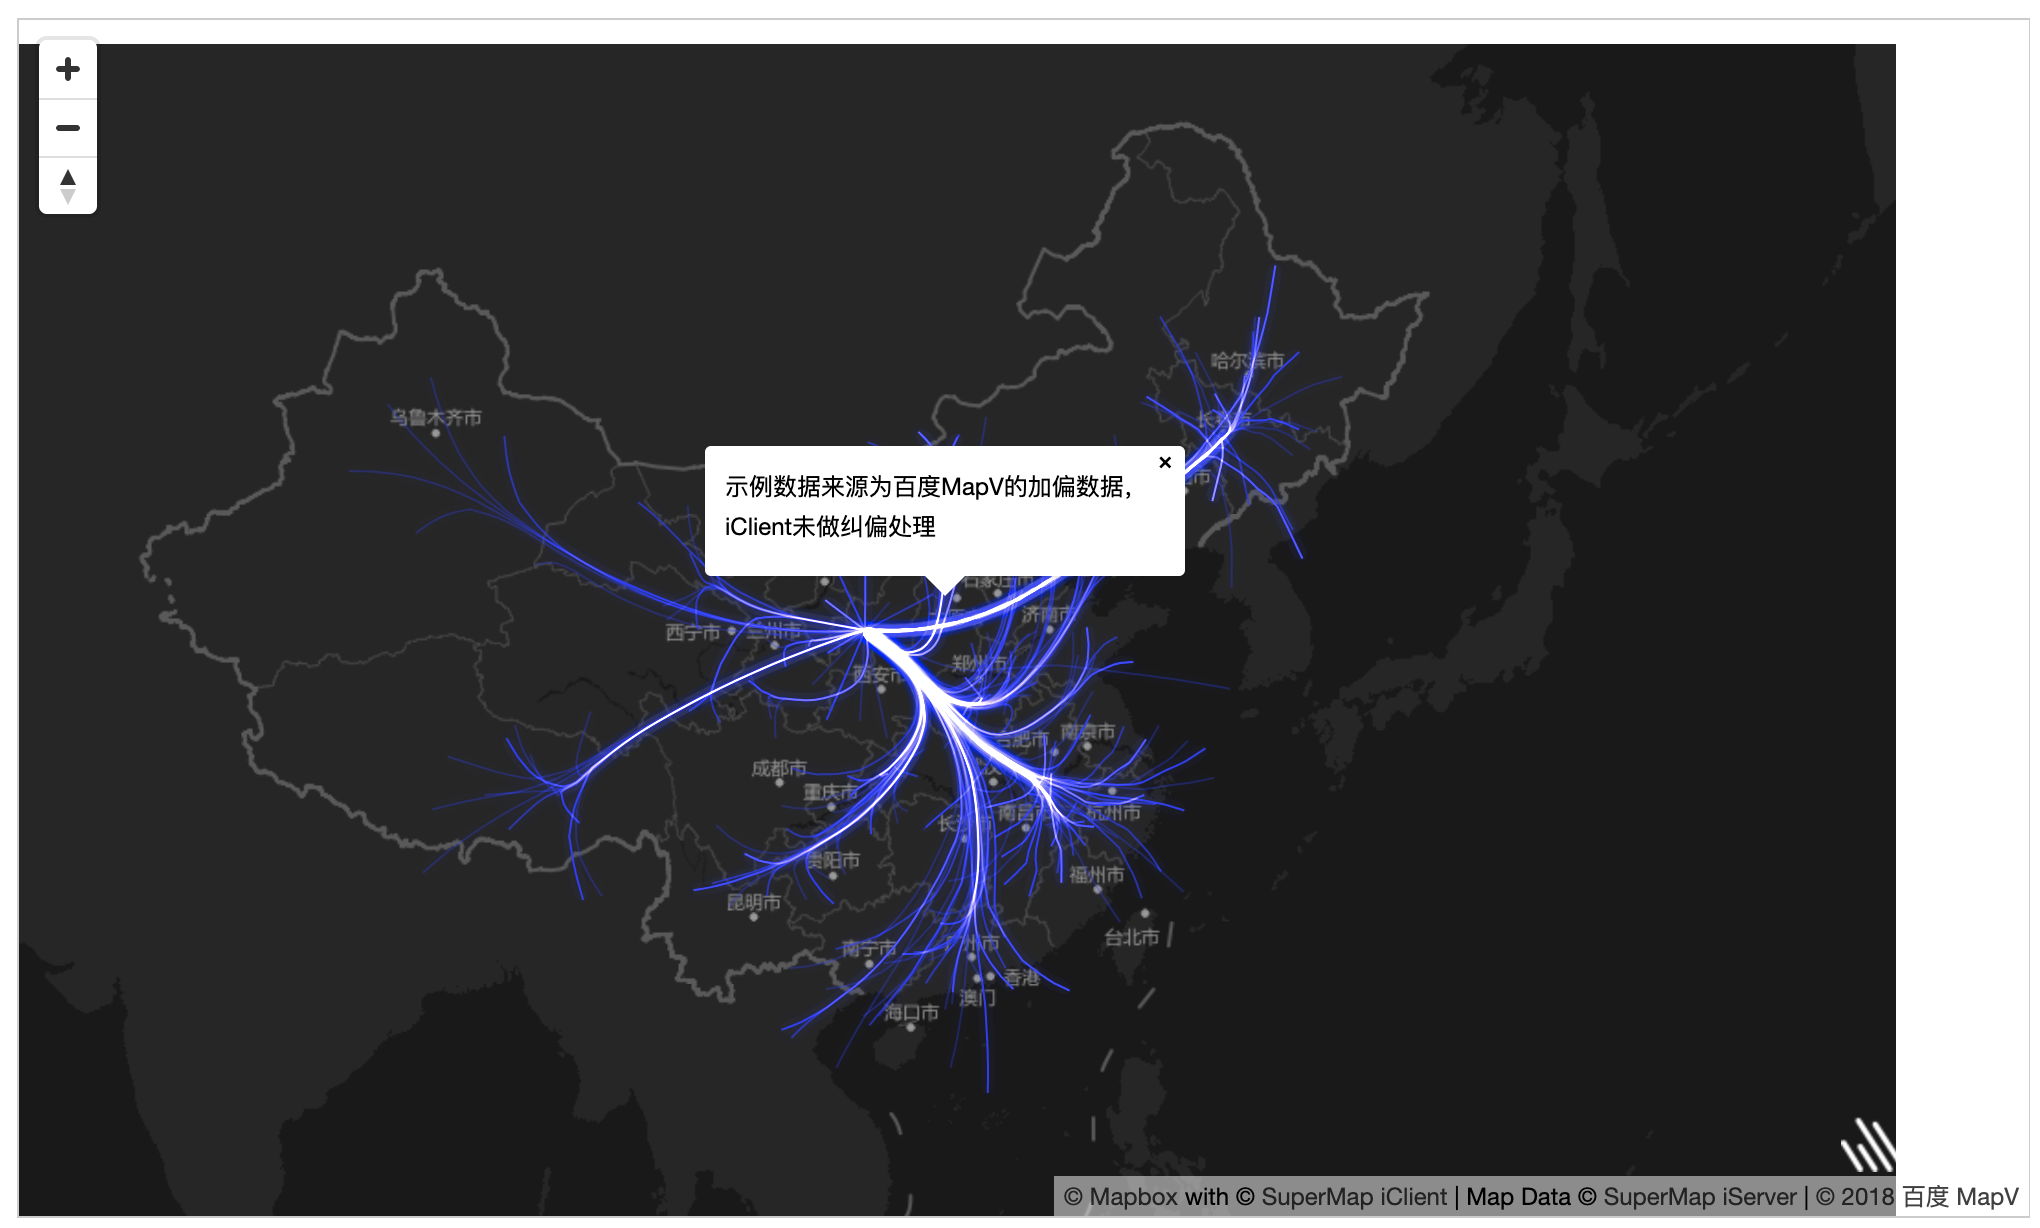 哈尔滨市
乌鲁木齐市
示例数据来源为百度MapV的加偏数据，
iClient未做纠偏处理
×
石家庄市
济南市
西宁市
兰州市
郑州市
西安市
南京市
合肥市
成都市
重庆市
南昌市
杭州市
贵阳市
福州市
昆明市
台北市
南宁市
广州市
香港
澳门
海口市
© Mapbox with © SuperMap iClient | Map Data © SuperMap iServer | © 2018 百度 MapV